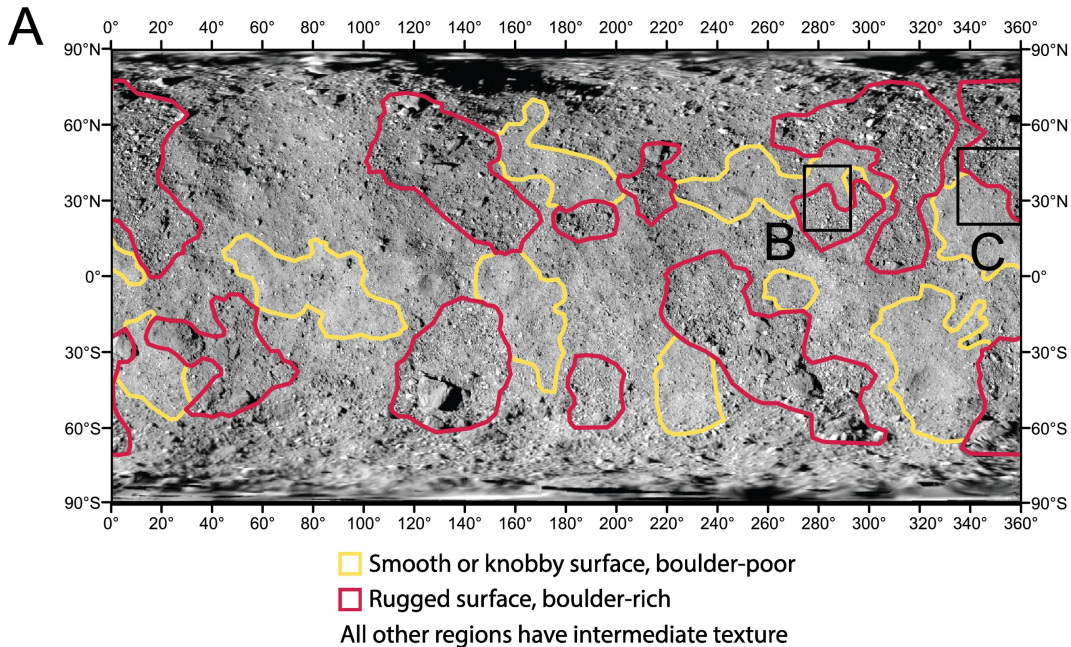 A
0° 20° 40° 60° 80° 100° 120° 140° 160° 180° 200° 220° 240° 260° 280° 300° 320° 340° 360°
90°N 90°N
60°N 60°N
30°N 30°N
B
C
0° 0°
30°S 30°S
60°S 60°S
90°S 90°S
0° 20° 40° 60° 80° 100° 120° 140° 160° 180° 200° 220° 240° 260° 280° 300° 320° 340° 360°
Smooth or knobby surface, boulder-poor
Rugged surface, boulder-rich
All other regions have intermediate texture